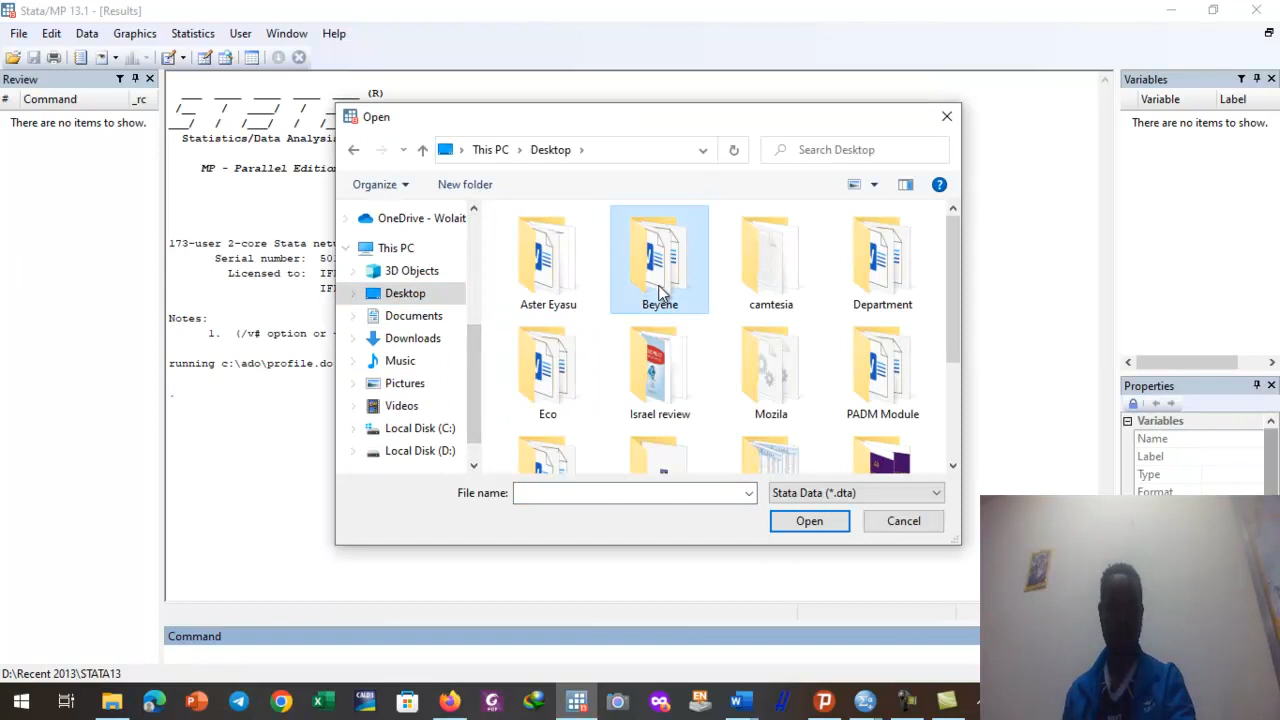 Stata/MP 13.1 - [Results]
File Edit Data Graphics Statistics User Window Help
Review
# Command _rc
There are no items to show.
(R)
Statistics/Data Analysis
MP - Parallel Edition
173-user 2-core Stata net
Serial number: 50
Licensed to: IF
IF
Notes:
1. (/v# option or
running c:\ado\profile.do
.
Open
This PC > Desktop >
Search Desktop
Organize
New folder
OneDrive - Wolait
This PC
3D Objects
Desktop
Documents
Downloads
Music
Pictures
Videos
Local Disk (C:)
Local Disk (D:)
Aster Eyasu Beyene camtesia Department
Eco Israel review Mozila PADM Module
File name:
Stata Data (*.dta)
Open Cancel
Variables
Variable Label
There are no items to show.
Properties
Variables
Name
Label
Type
Format
Command
D:\Recent 2013\STATA13